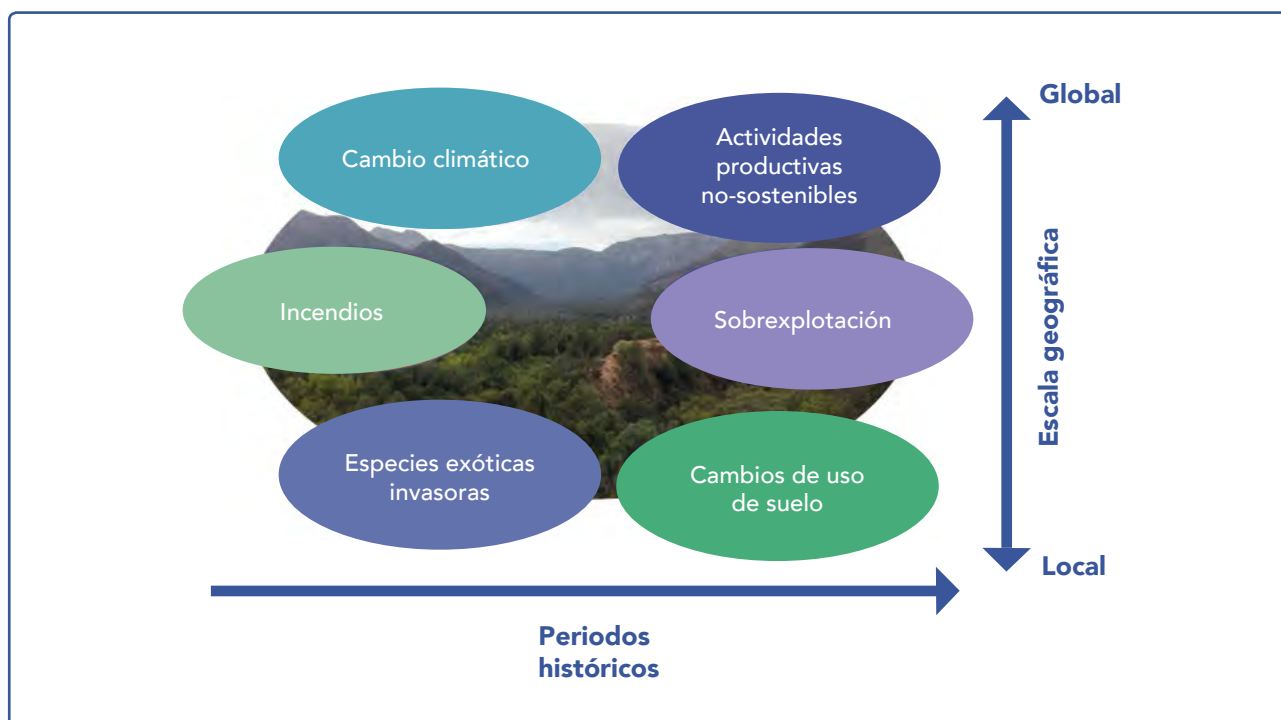 Global
Cambio climático
Actividades
productivas
no-sostenibles
Escala geográfica
Incendios
Sobrexplotación
Especies exóticas
invasoras
Cambios de uso
de suelo
Local
Periodos
históricos